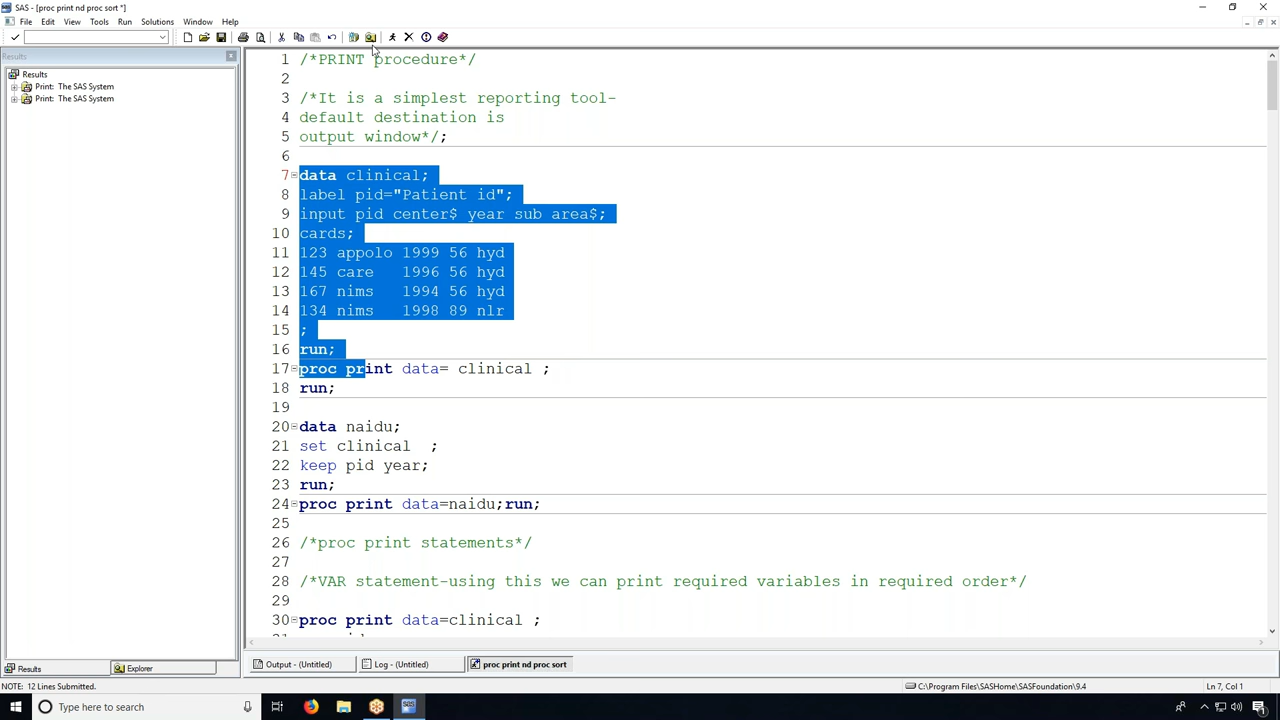 SAS - [proc print nd proc sort *]
File Edit View Tools Run Solutions Window Help
Results
Results
Print: The SAS System
Print: The SAS System
1 /*PRINT procedure*/
2
3 /*It is a simplest reporting tool-
4 default destination is
5 output window*/;
6
7 data clinical;
8 label pid="Patient id";
9 input pid center$ year sub area$;
10 cards;
11 123 appolo 1999 56 hyd
12 145 care 1996 56 hyd
13 167 nims 1994 56 hyd
14 134 nims 1998 89 nlr
15 ;
16 run;
17 proc print data= clinical ;
18 run;
19
20 data naidu;
21 set clinical ;
22 keep pid year;
23 run;
24 proc print data=naidu;run;
25
26 /*proc print statements*/
27
28 /*VAR statement-using this we can print required variables in required order*/
29
30 proc print data=clinical ;
Results Explorer
Output - (Untitled) Log - (Untitled) proc print nd proc sort
NOTE: 12 Lines Submitted. C:\Program Files\SASHome\SASFoundation\9.4 Ln 7, Col 1
Type here to search